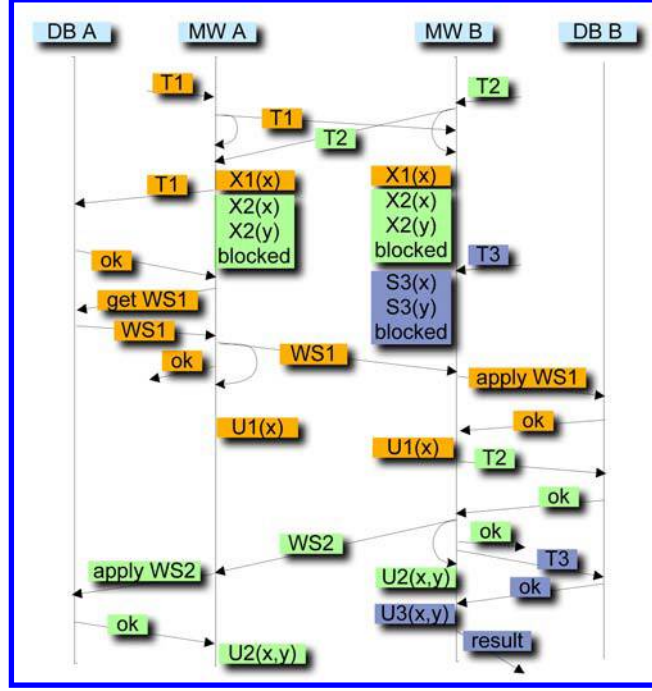 DB A
MW A
MW B
DB B
T1
T2
T1
T2
T1
X1(x)
X2(x)
X2(y)
blocked
X1(x)
X2(x)
X2(y)
blocked
T3
ok
S3(x)
S3(y)
blocked
get WS1
WS1
ok
WS1
apply WS1
ok
U1(x)
U1(x)
T2
ok
WS2
ok
apply WS2
T3
U2(x,y)
ok
U3(x,y)
ok
result
U2(x,y)